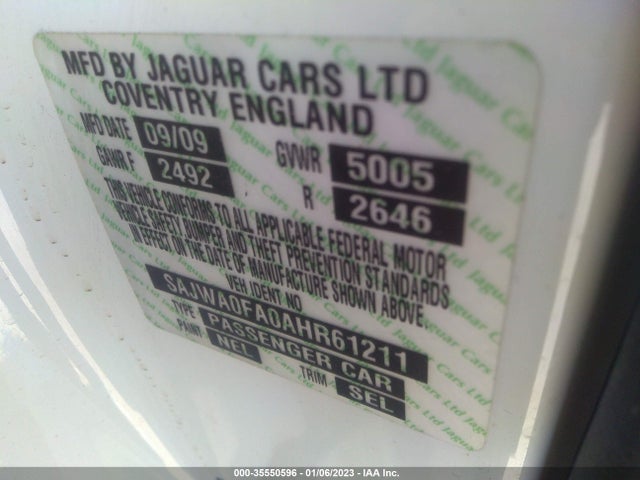 MFD BY JAGUAR CARS LTD
COVENTRY ENGLAND
MFD DATE 09/09 GVWR 5005
GAWR F 2492 R 2646
THIS VEHICLE CONFORMS TO ALL APPLICABLE FEDERAL MOTOR
VEHICLE SAFETY BUMPER AND THEFT PREVENTION STANDARDS
IN EFFECT ON THE DATE OF MANUFACTURE SHOWN ABOVE.
VEH IDENT NO
SAJWA0FA0AHR61211
TYPE PASSENGER CAR
PAINT NEL TRIM SEL
000-35550596 - 01/06/2023 - IAA Inc.